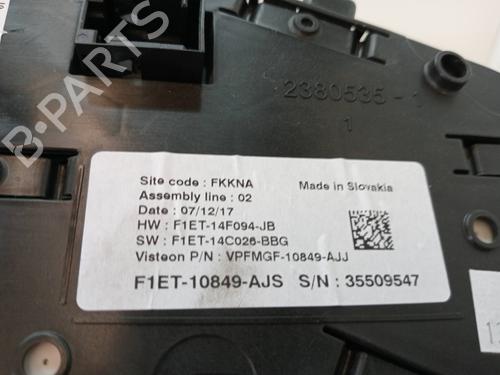 2380535-1
1
Site code : FKKNA
Made in Slovakia
Assembly line : 02
Date : 07/12/17
HW : F1ET-14F094-JB
SW : F1ET-14C026-BBG
Visteon P/N : VPFMGF-10849-AJJ
F1ET-10849-AJS S/N : 35509547